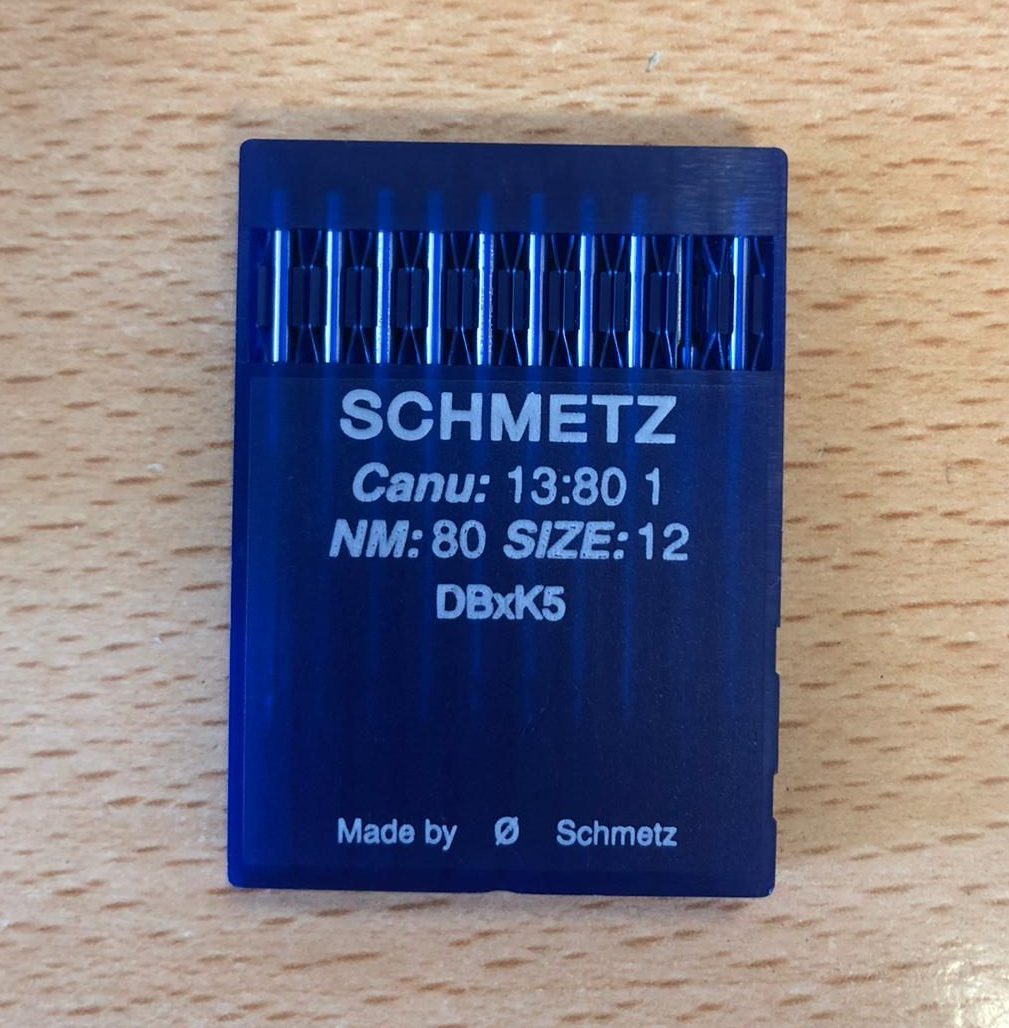 SCHMETZ
Canu: 13:80 1
NM: 80 SIZE: 12
DBxK5
Made by Ø Schmetz